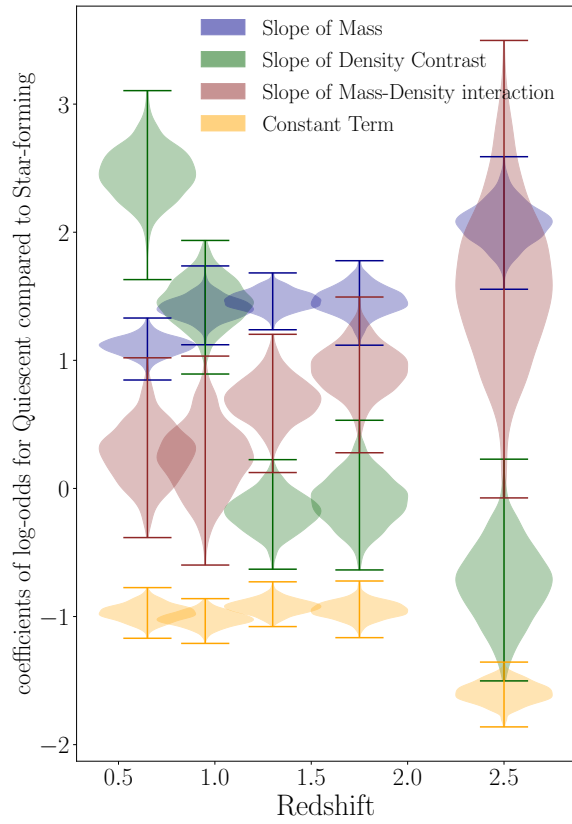 Slope of Mass
Slope of Density Contrast
Slope of Mass-Density interaction
Constant Term
coefficients of log-odds for Quiescent compared to Star-forming
3
2
1
0
−1
−2
0.5 1.0 1.5 2.0 2.5
Redshift